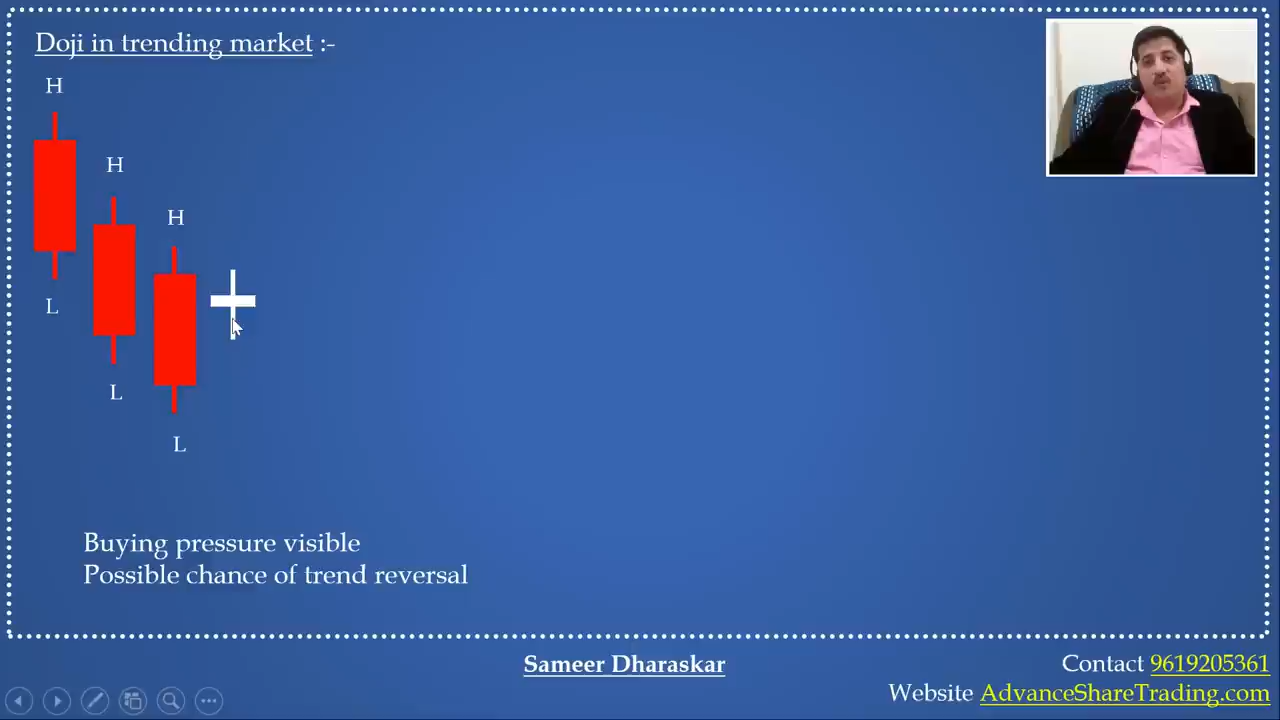 Doji in trending market :-
H
H
H
L
L
L
Buying pressure visible
Possible chance of trend reversal
Sameer Dharaskar
Contact 9619205361
Website AdvanceShareTrading.com